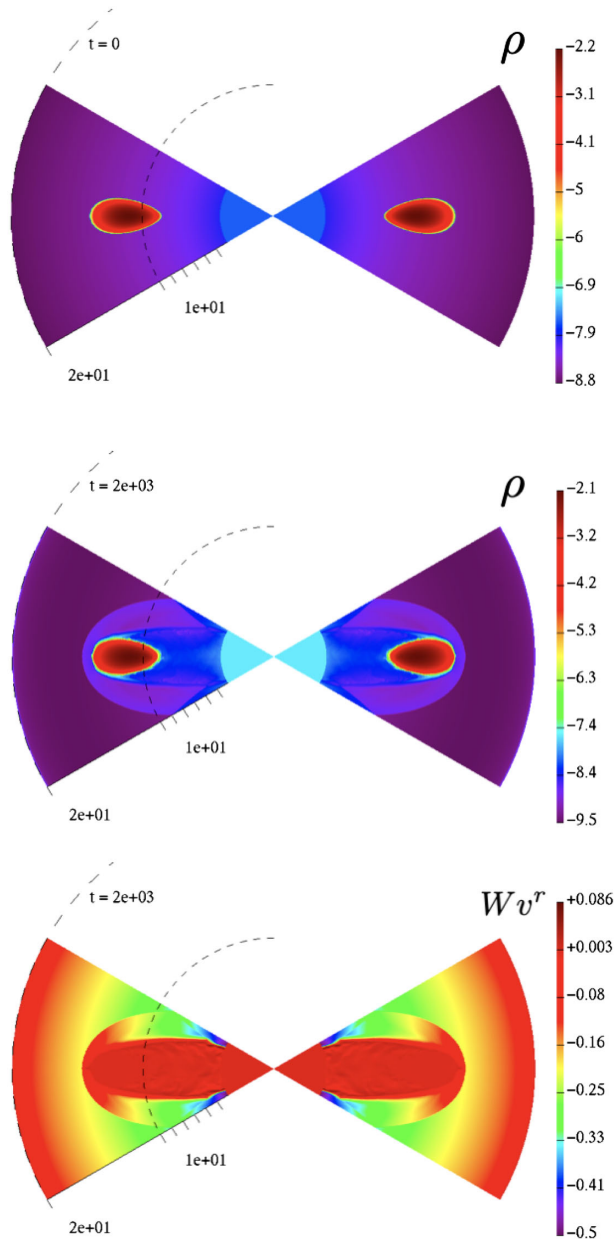 t = 0
ρ
−2.2
−3.1
−4.1
−5
−6
−6.9
−7.9
−8.8
1e+01
2e+01
t = 2e+03
ρ
−2.1
−3.2
−4.2
−5.3
−6.3
−7.4
−8.4
−9.5
1e+01
2e+01
t = 2e+03
Wv^r
+0.086
+0.003
−0.08
−0.16
−0.25
−0.33
−0.41
−0.5
1e+01
2e+01